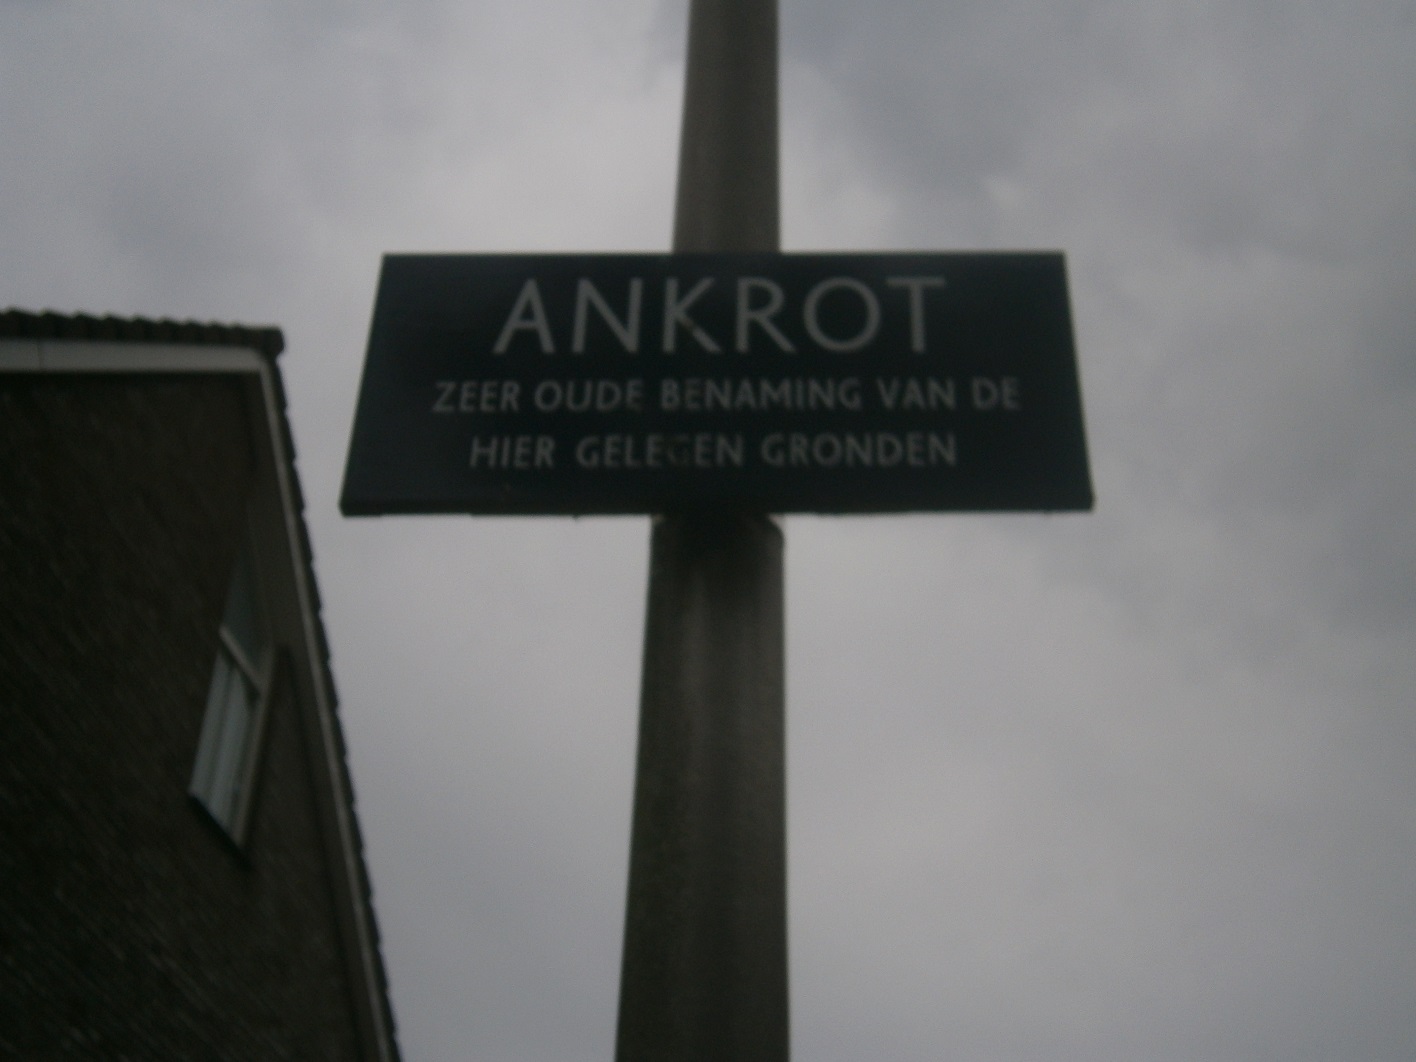 ANKROT
ZEER OUDE BENAMING VAN DE
HIER GELEGEN GRONDEN